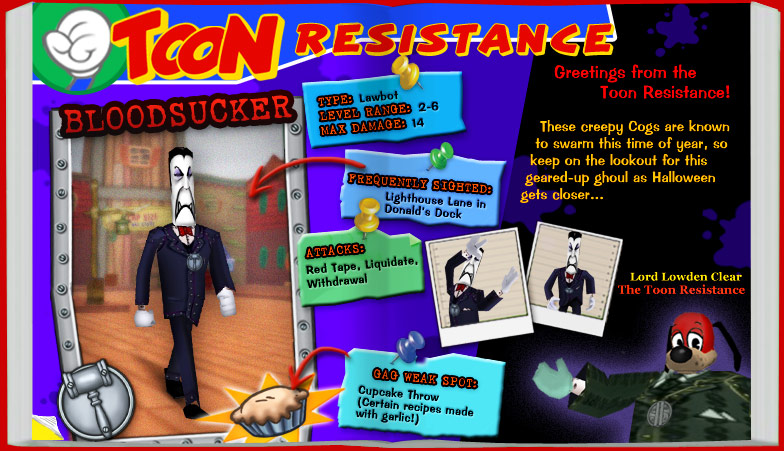 TOON RESISTANCE
BLOODSUCKER
TYPE: Lawbot
LEVEL RANGE: 2-6
MAX DAMAGE: 14
FREQUENTLY SIGHTED:
Lighthouse Lane in
Donald's Dock
ATTACKS:
Red Tape, Liquidate,
Withdrawal
GAG WEAK SPOT:
Cupcake Throw
(Certain recipes made
with garlic!)
Greetings from the
Toon Resistance!
These creepy Cogs are known
to swarm this time of year, so
keep on the lookout for this
geared-up ghoul as Halloween
gets closer...
Lord Lowden Clear
The Toon Resistance